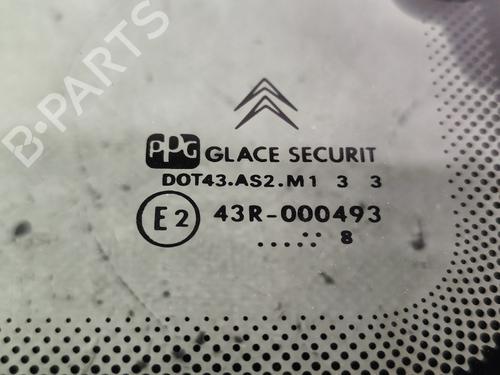 B-PARTS
PPG GLACE SECURIT
DOT43.AS2.M1 3 3
E2 43R-000493
..... .. 8